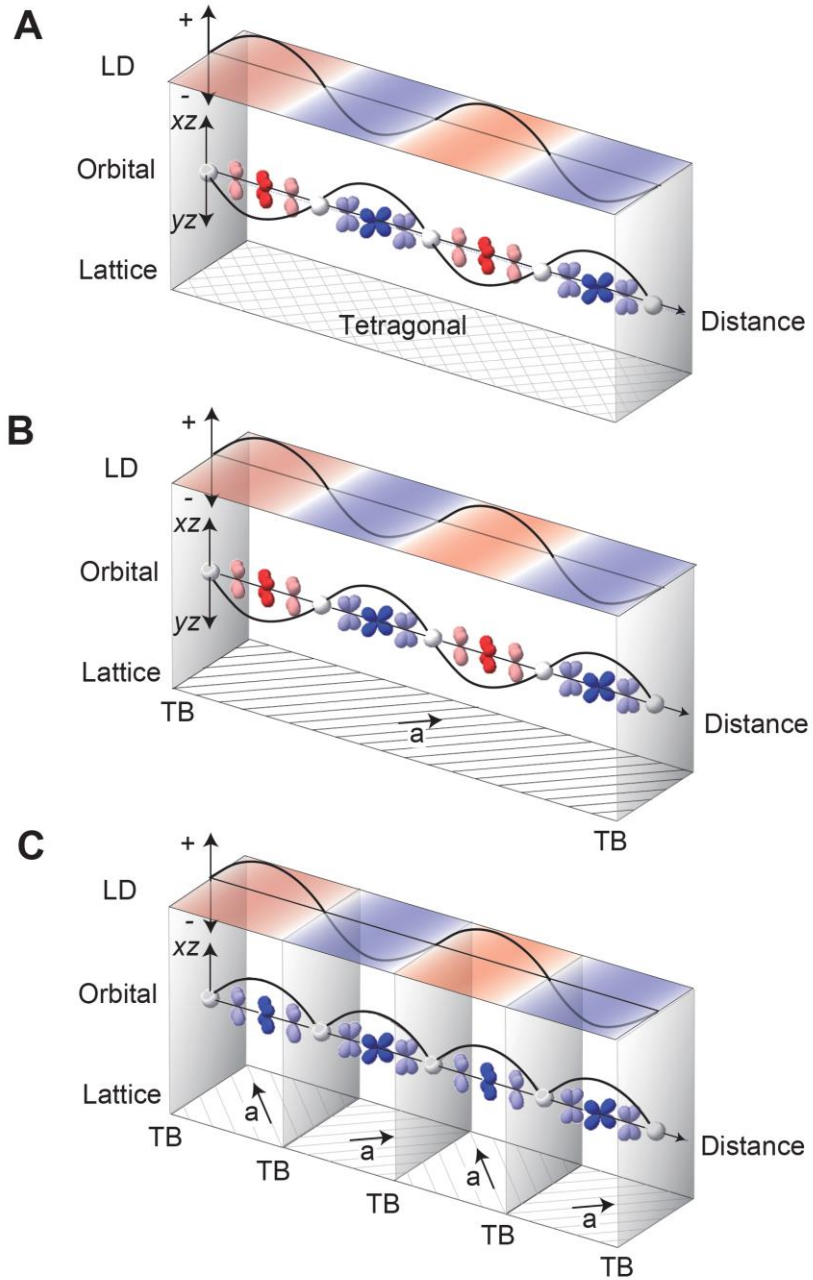 A
+
LD
-
xz
Orbital
yz
Lattice
Tetragonal
Distance
B
+
LD
-
xz
Orbital
yz
Lattice
TB
a
Distance
TB
C
+
LD
-
xz
Orbital
Lattice
a
TB
a
Distance
TB
a
TB
a
TB
TB